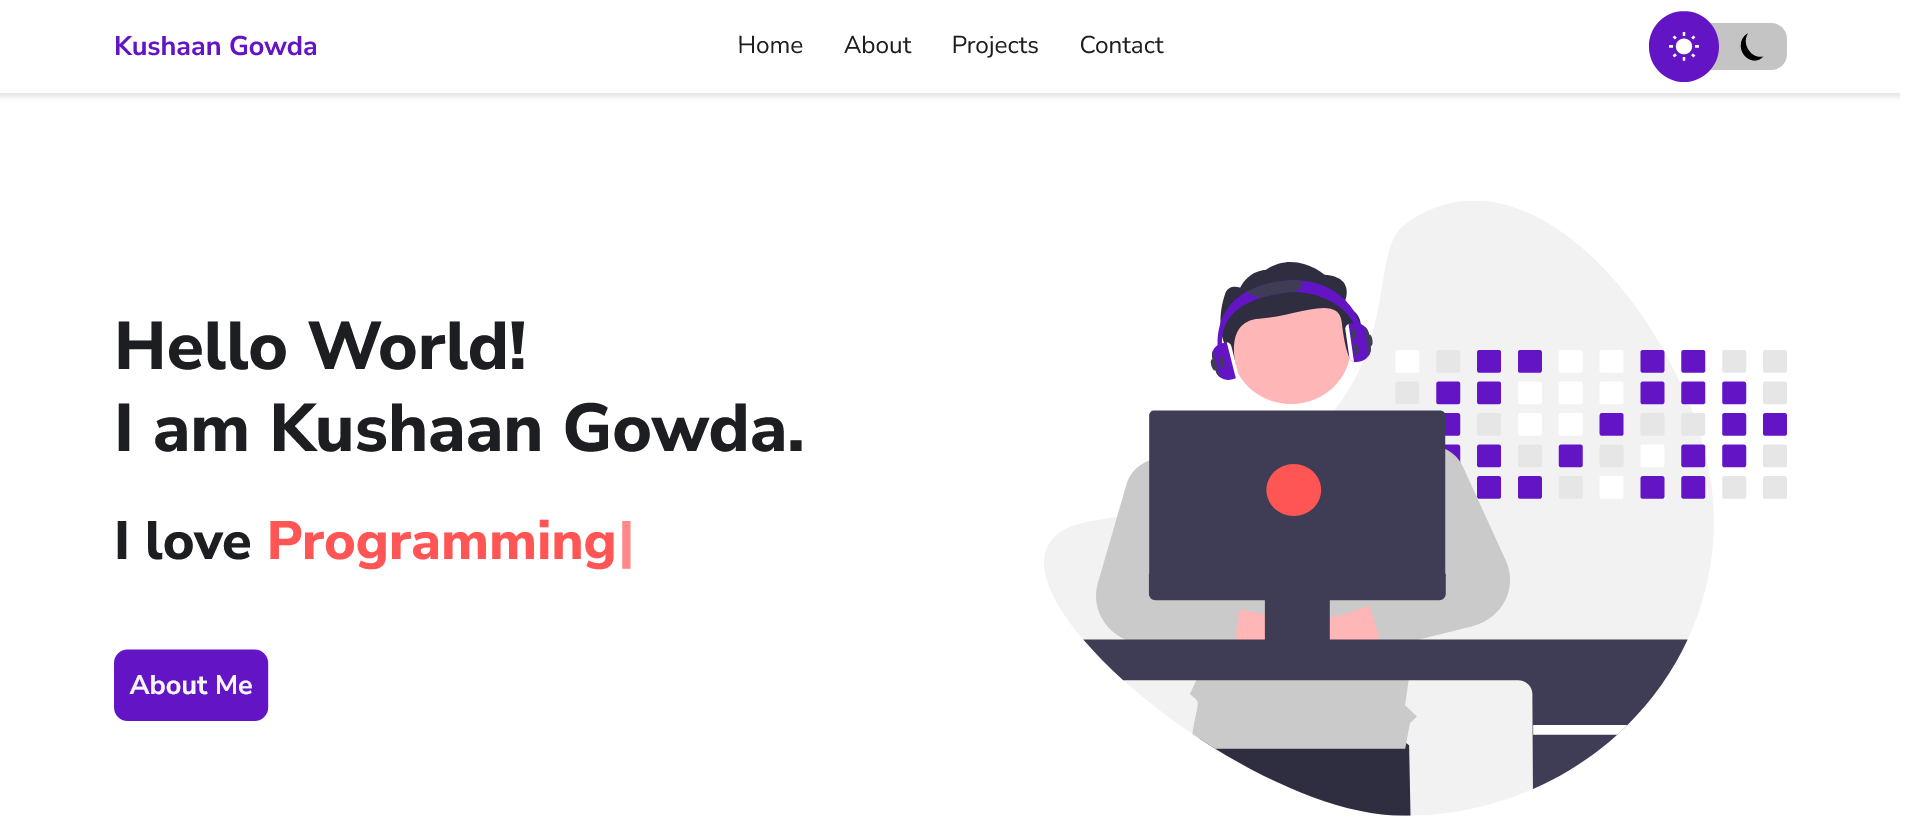 Kushaan Gowda
Home About Projects Contact
Hello World!
I am Kushaan Gowda.
I love Programming|
About Me